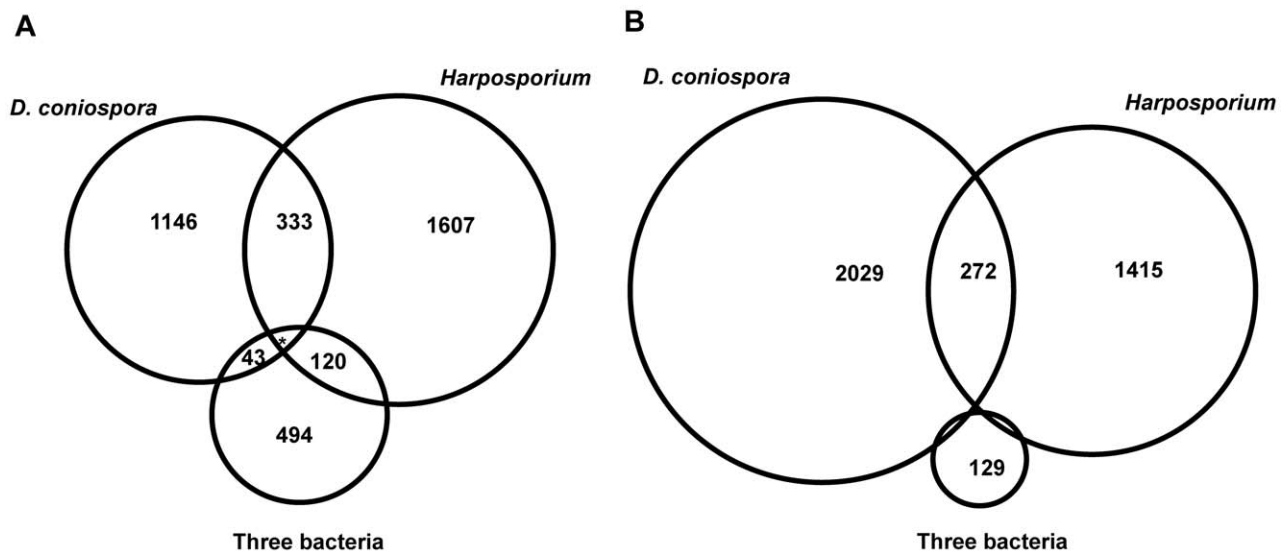 A
B
D. coniospora
Harposporium
1146
333
1607
*
43
120
494
Three bacteria
D. coniospora
Harposporium
2029
272
1415
129
Three bacteria